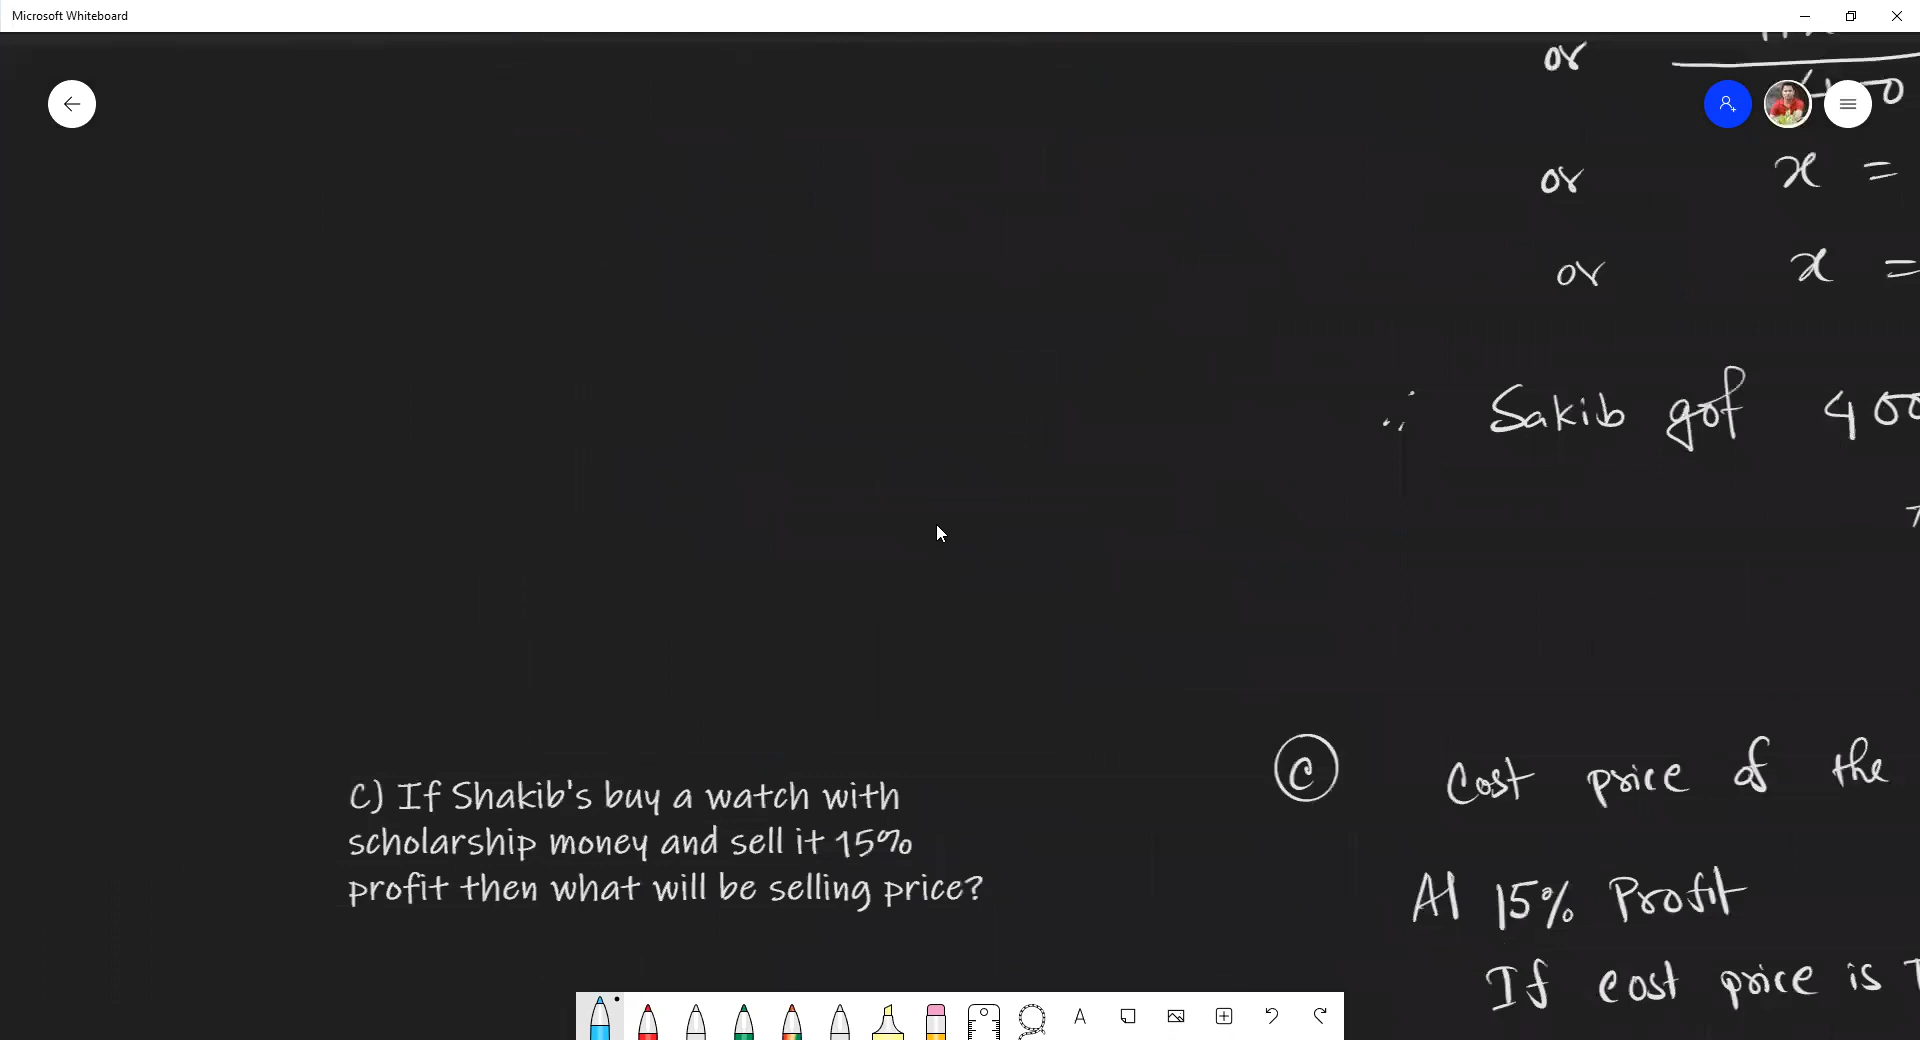 Microsoft Whiteboard
or
or x =
or x =
∴ Sakib got 400
C) If Shakib's buy a watch with
scholarship money and sell it 15%
profit then what will be selling price?
C Cost price of the
At 15% Profit
If cost price is
A